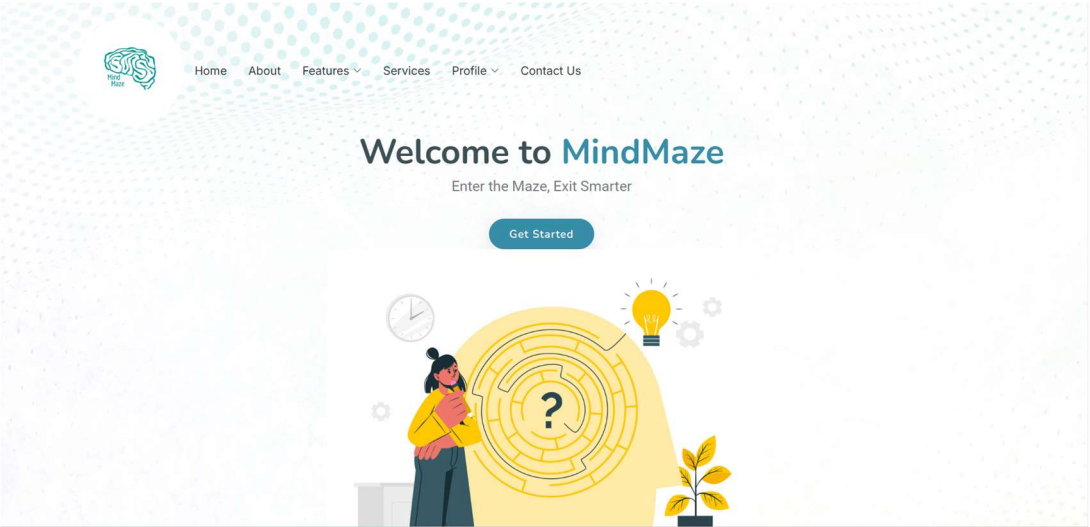 Mind
Maze
Home About Features Services Profile Contact Us
Welcome to MindMaze
Enter the Maze, Exit Smarter
Get Started
?